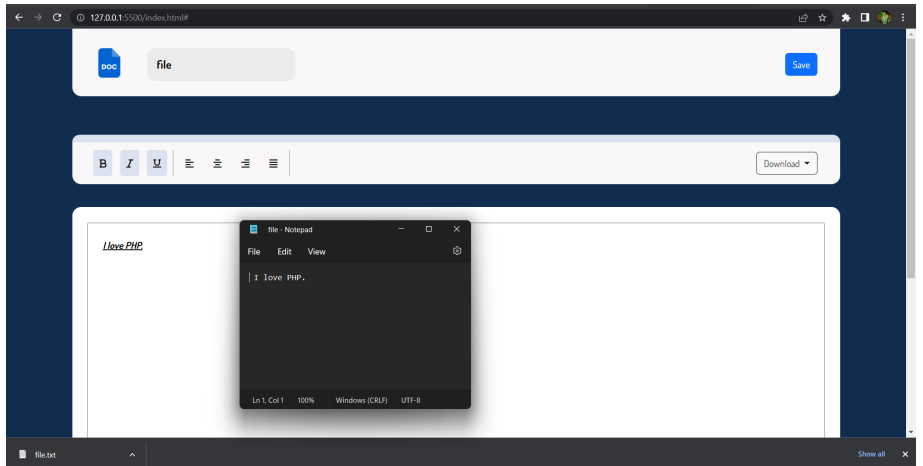 127.0.0.1:5500/index.html#
DOC
file
Save
B I U
Download
I love PHP.
file - Notepad
File Edit View
I love PHP.
Ln 1, Col 1 100% Windows (CRLF) UTF-8
file.txt
Show all